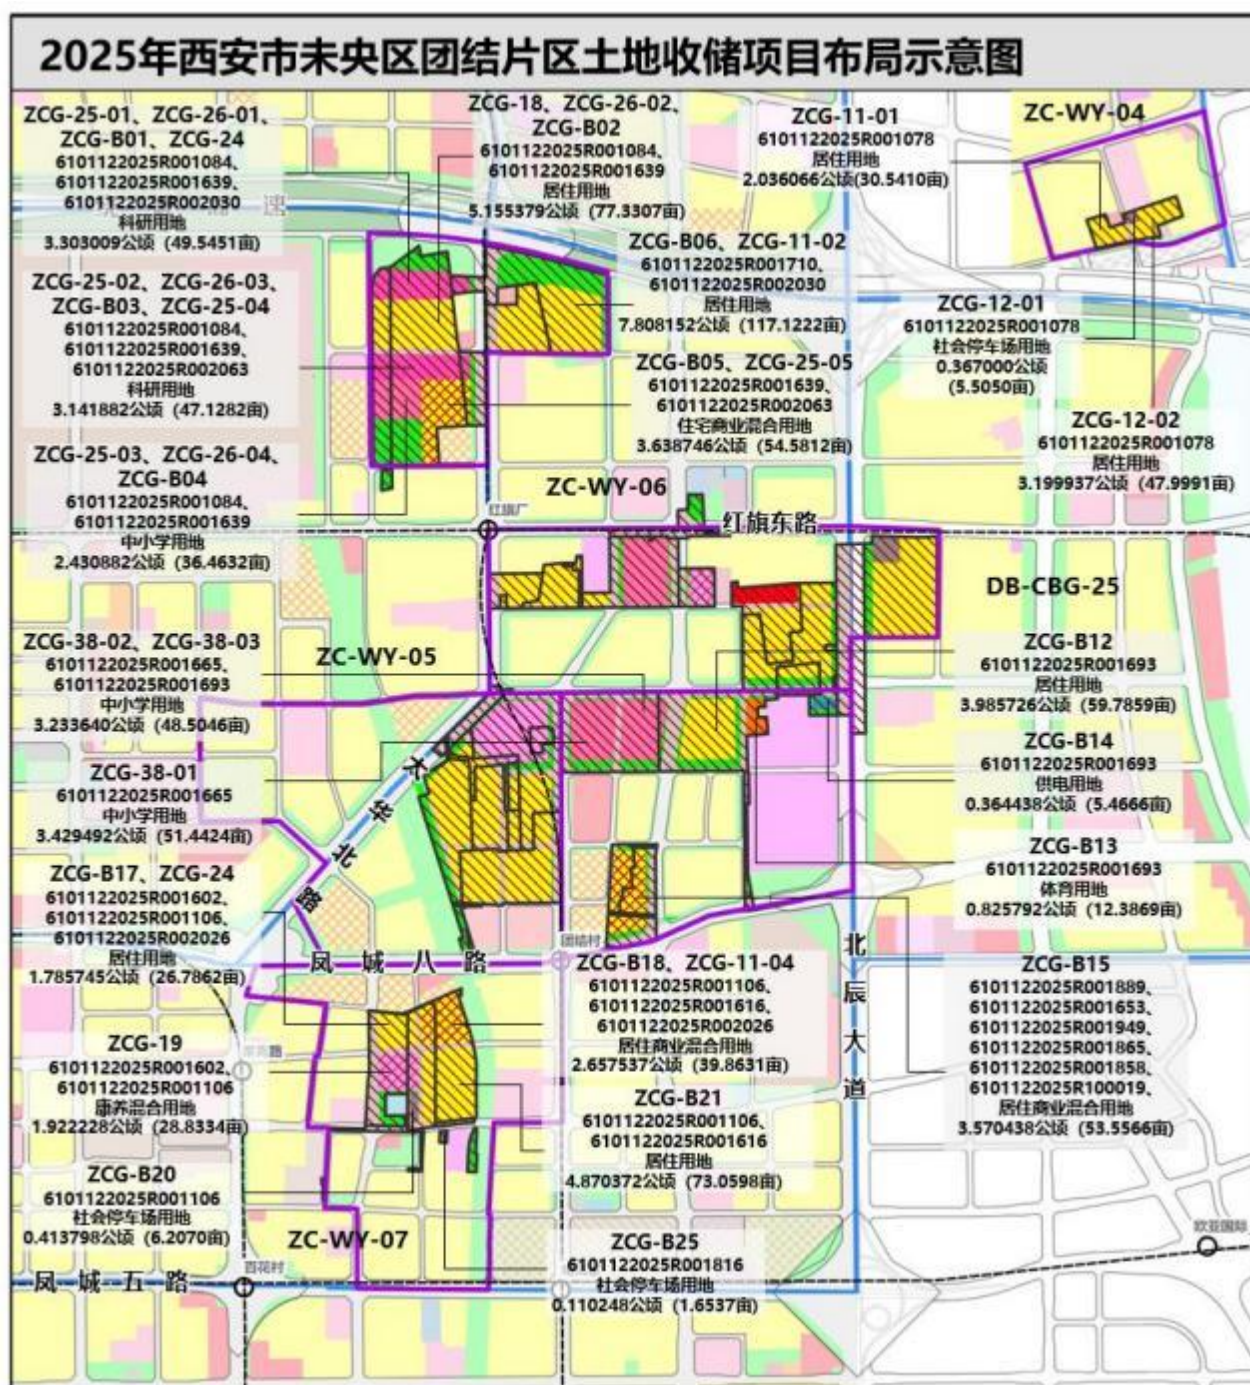 2025年西安市未央区团结片区土地收储项目布局示意图
ZCG-25-01、ZCG-26-01、
ZCG-B01、ZCG-24
6101122025R001084、
6101122025R001639、
6101122025R002030
科研用地
3.303009公顷（49.5451亩）
ZCG-18、ZCG-26-02、
ZCG-B02
6101122025R001084、
6101122025R001639
居住用地
5.155379公顷（77.3307亩）
ZCG-11-01
6101122025R001078
居住用地
2.036066公顷(30.5410亩)
ZC-WY-04
速
ZCG-25-02、ZCG-26-03、
ZCG-B03、ZCG-25-04
6101122025R001084、
6101122025R001639、
6101122025R002063
科研用地
3.141882公顷（47.1282亩）
ZCG-B06、ZCG-11-02
6101122025R001710、
6101122025R002030
居住用地
7.808152公顷（117.1222亩）
ZCG-12-01
6101122025R001078
社会停车场用地
0.367000公顷
(5.5050亩)
ZCG-B05、ZCG-25-05
6101122025R001639、
6101122025R002063
住宅商业混合用地
3.638746公顷（54.5812亩）
ZCG-12-02
6101122025R001078
居住用地
3.199937公顷（47.9991亩）
ZCG-25-03、ZCG-26-04、
ZCG-B04
6101122025R001084、
6101122025R001639
中小学用地
2.430882公顷（36.4632亩）
ZC-WY-06
红旗厂
红旗东路
DB-CBG-25
ZCG-38-02、ZCG-38-03
6101122025R001665、
6101122025R001693
中小学用地
3.233640公顷（48.5046亩）
ZC-WY-05
ZCG-B12
6101122025R001693
居住用地
3.985726公顷（59.7859亩）
ZCG-38-01
6101122025R001665
中小学用地
3.429492公顷（51.4424亩）
太华北路
ZCG-B14
6101122025R001693
供电用地
0.364438公顷（5.4666亩）
ZCG-B13
6101122025R001693
体育用地
0.825792公顷（12.3869亩）
ZCG-B17、ZCG-24
6101122025R001602、
6101122025R001106、
6101122025R002026
居住用地
1.785745公顷（26.7862亩）
团结村
凤城八路
北辰大道
ZCG-B18、ZCG-11-04
6101122025R001106、
6101122025R001616、
6101122025R002026
居住商业混合用地
2.657537公顷（39.8631亩）
ZCG-B15
6101122025R001889、
6101122025R001653、
6101122025R001949、
6101122025R001865、
6101122025R001858、
6101122025R100019、
居住商业混合用地
3.570438公顷（53.5566亩）
ZCG-19
6101122025R001602、
6101122025R001106
康养混合用地
1.922228公顷（28.8334亩）
ZCG-B21
6101122025R001106、
6101122025R001616
居住用地
4.870372公顷（73.0598亩）
ZCG-B20
6101122025R001106
社会停车场用地
0.413798公顷（6.2070亩）
ZC-WY-07
ZCG-B25
6101122025R001816
社会停车场用地
0.110248公顷（1.6537亩）
欧亚国际
百花村
凤城五路